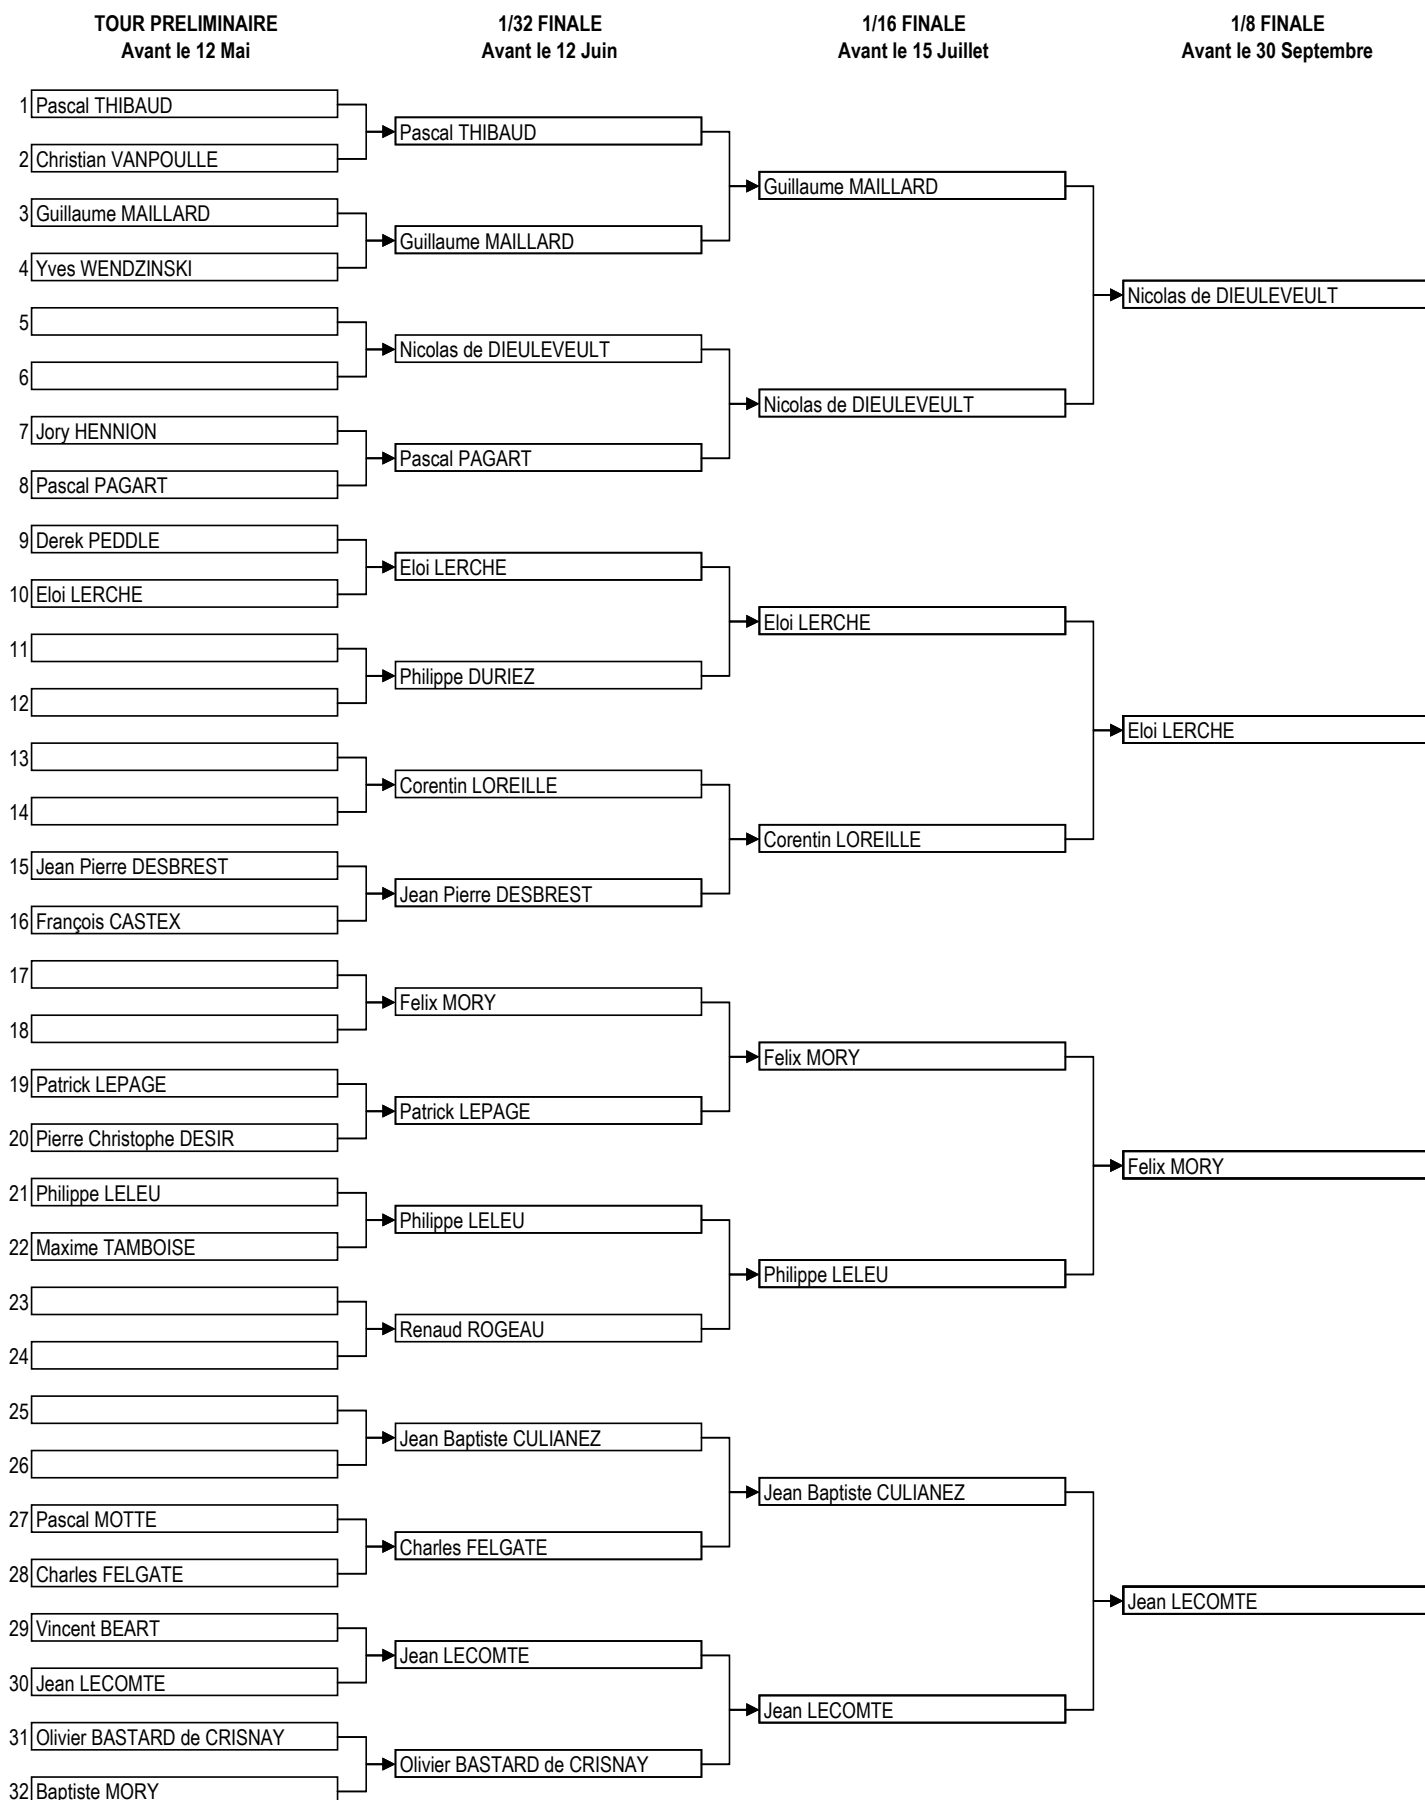 TOUR PRELIMINAIRE
Avant le 12 Mai
1/32 FINALE
Avant le 12 Juin
1/16 FINALE
Avant le 15 Juillet
1/8 FINALE
Avant le 30 Septembre
1 Pascal THIBAUD
2 Christian VANPOULLE
3 Guillaume MAILLARD
4 Yves WENDZINSKI
5
6
7 Jory HENNION
8 Pascal PAGART
9 Derek PEDDLE
10 Eloi LERCHE
11
12
13
14
15 Jean Pierre DESBREST
16 François CASTEX
17
18
19 Patrick LEPAGE
20 Pierre Christophe DESIR
21 Philippe LELEU
22 Maxime TAMBOISE
23
24
25
26
27 Pascal MOTTE
28 Charles FELGATE
29 Vincent BEART
30 Jean LECOMTE
31 Olivier BASTARD de CRISNAY
32 Baptiste MORY
Pascal THIBAUD
Guillaume MAILLARD
Nicolas de DIEULEVEULT
Pascal PAGART
Eloi LERCHE
Philippe DURIEZ
Corentin LOREILLE
Jean Pierre DESBREST
Felix MORY
Patrick LEPAGE
Philippe LELEU
Renaud ROGEAU
Jean Baptiste CULIANEZ
Charles FELGATE
Jean LECOMTE
Olivier BASTARD de CRISNAY
Guillaume MAILLARD
Nicolas de DIEULEVEULT
Eloi LERCHE
Corentin LOREILLE
Felix MORY
Philippe LELEU
Jean Baptiste CULIANEZ
Jean LECOMTE
Nicolas de DIEULEVEULT
Eloi LERCHE
Felix MORY
Jean LECOMTE